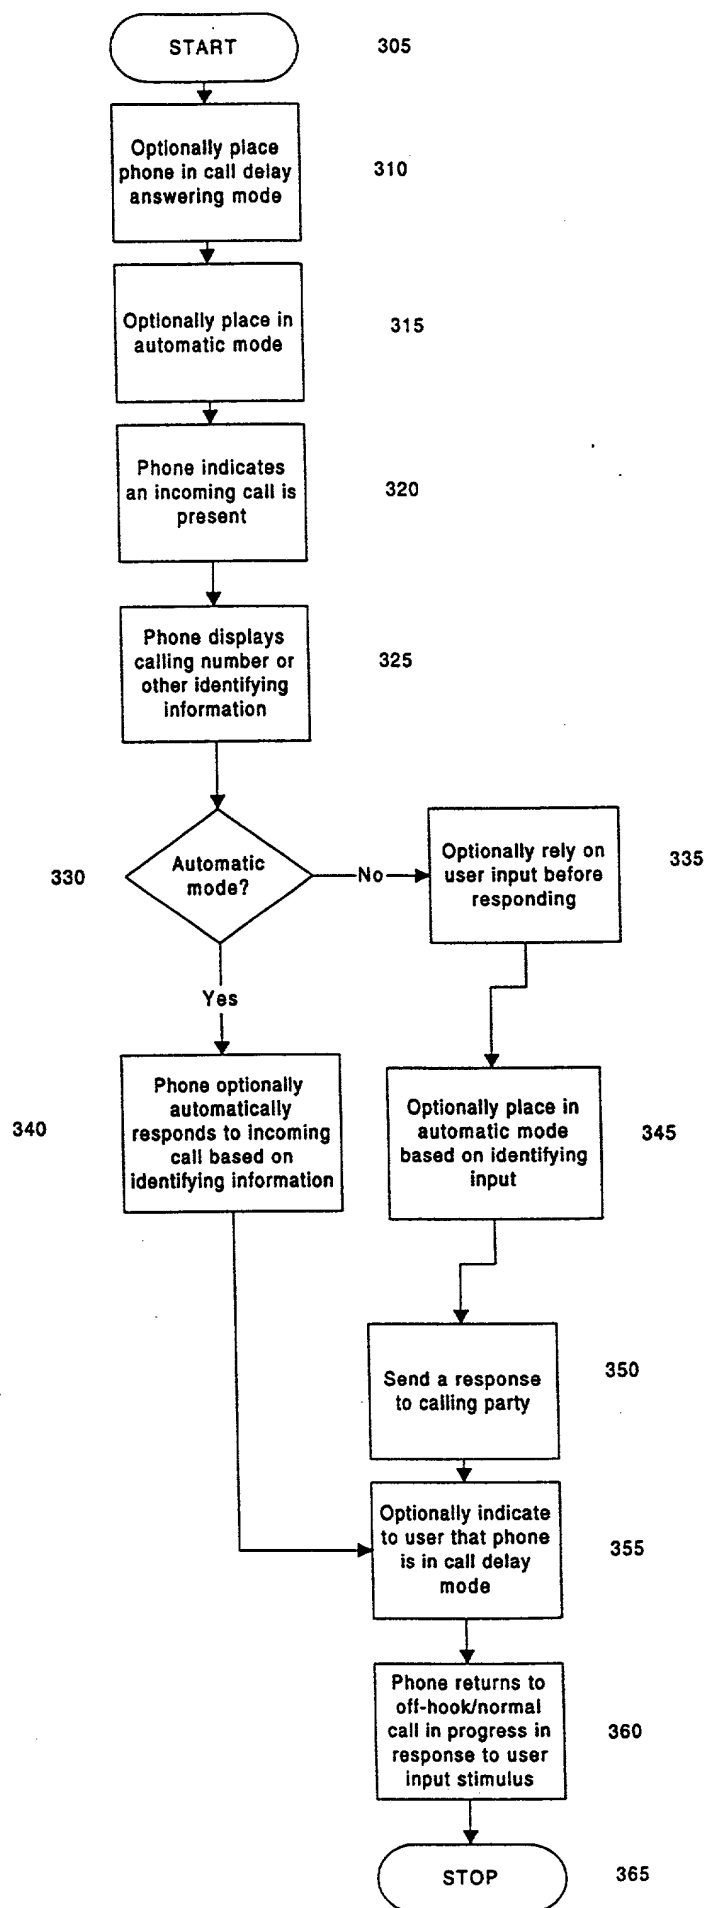 START
305
Optionally place
phone in call delay
answering mode
310
Optionally place in
automatic mode
315
Phone indicates
an incoming call is
present
320
Phone displays
calling number or
other identifying
information
325
330
Automatic
mode?
No
Optionally rely on
user input before
responding
335
Yes
340
Phone optionally
automatically
responds to incoming
call based on
identifying information
Optionally place in
automatic mode
based on identifying
input
345
Send a response
to calling party
350
Optionally indicate
to user that phone
is in call delay
mode
355
Phone returns to
off-hook/normal
call in progress in
response to user
input stimulus
360
STOP
365